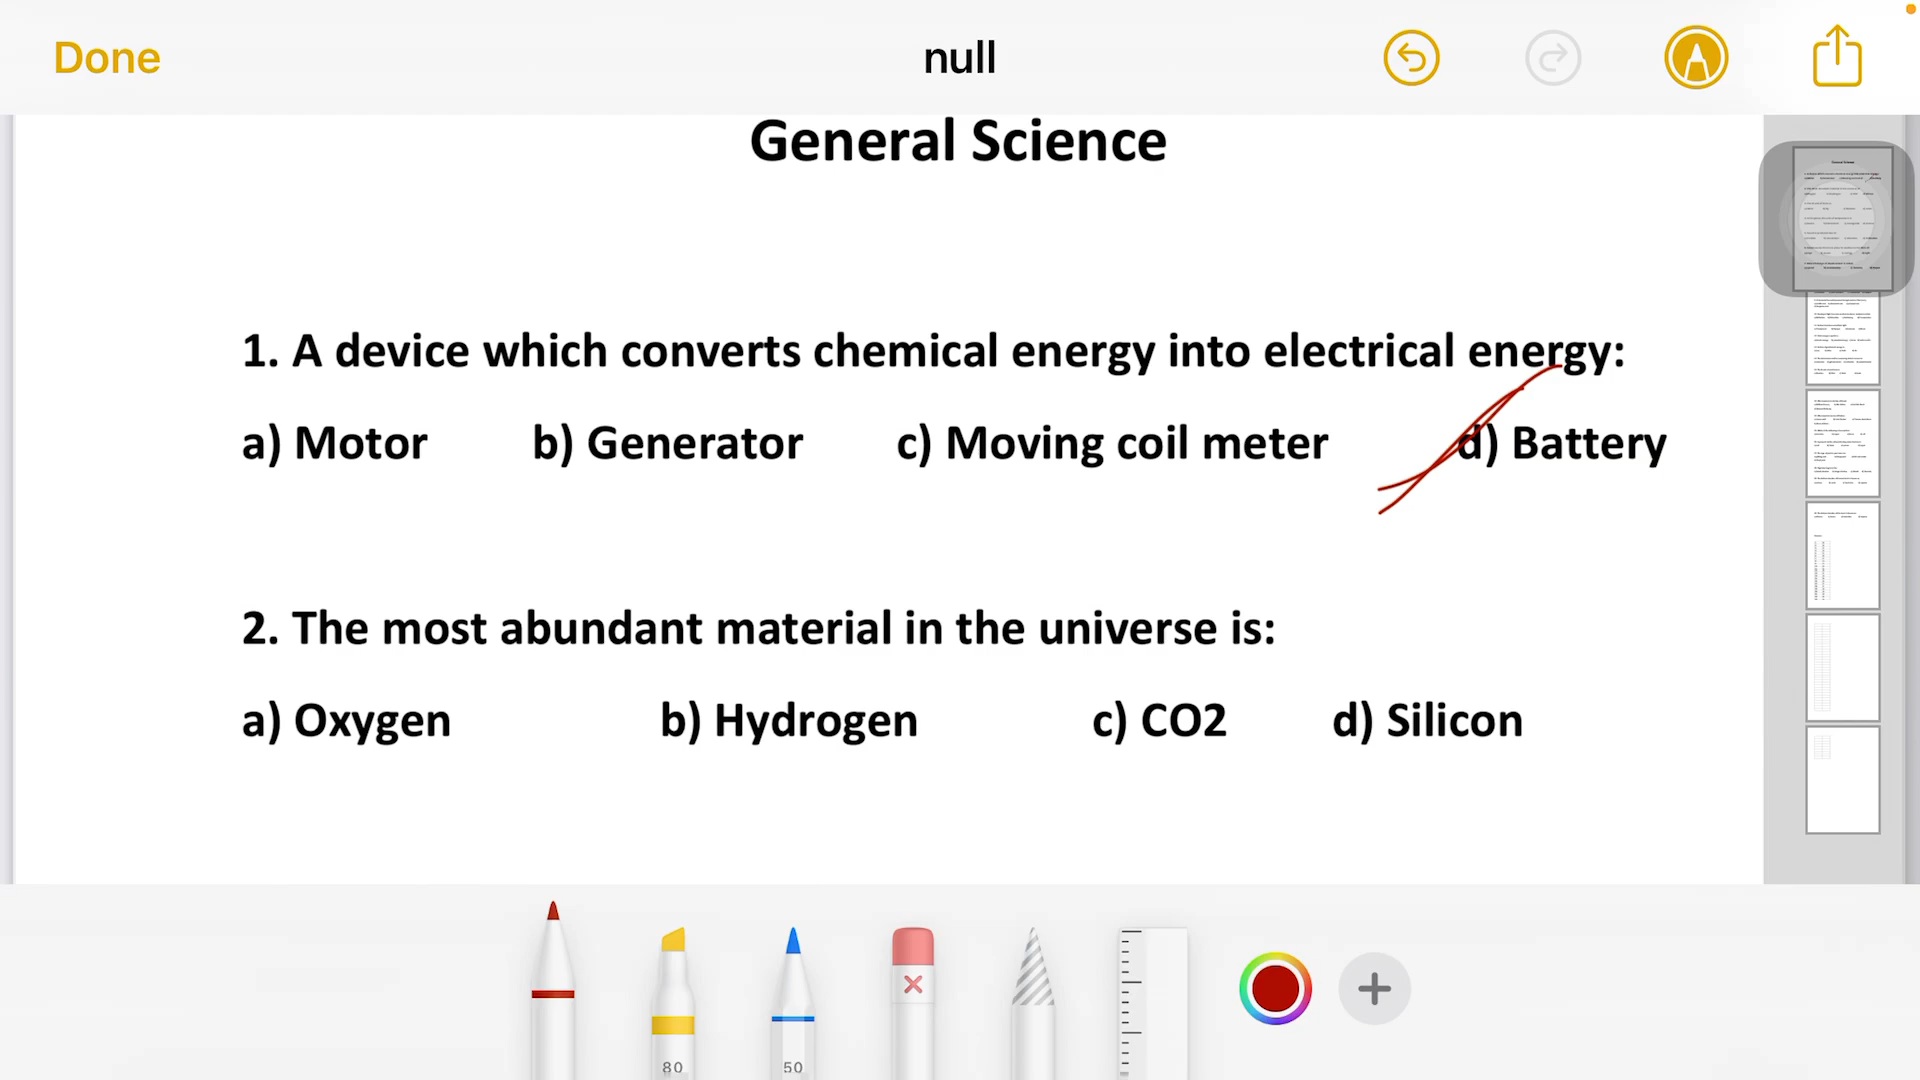 Done null
General Science
1. A device which converts chemical energy into electrical energy:
a) Motor b) Generator c) Moving coil meter d) Battery
2. The most abundant material in the universe is:
a) Oxygen b) Hydrogen c) CO2 d) Silicon
80 50